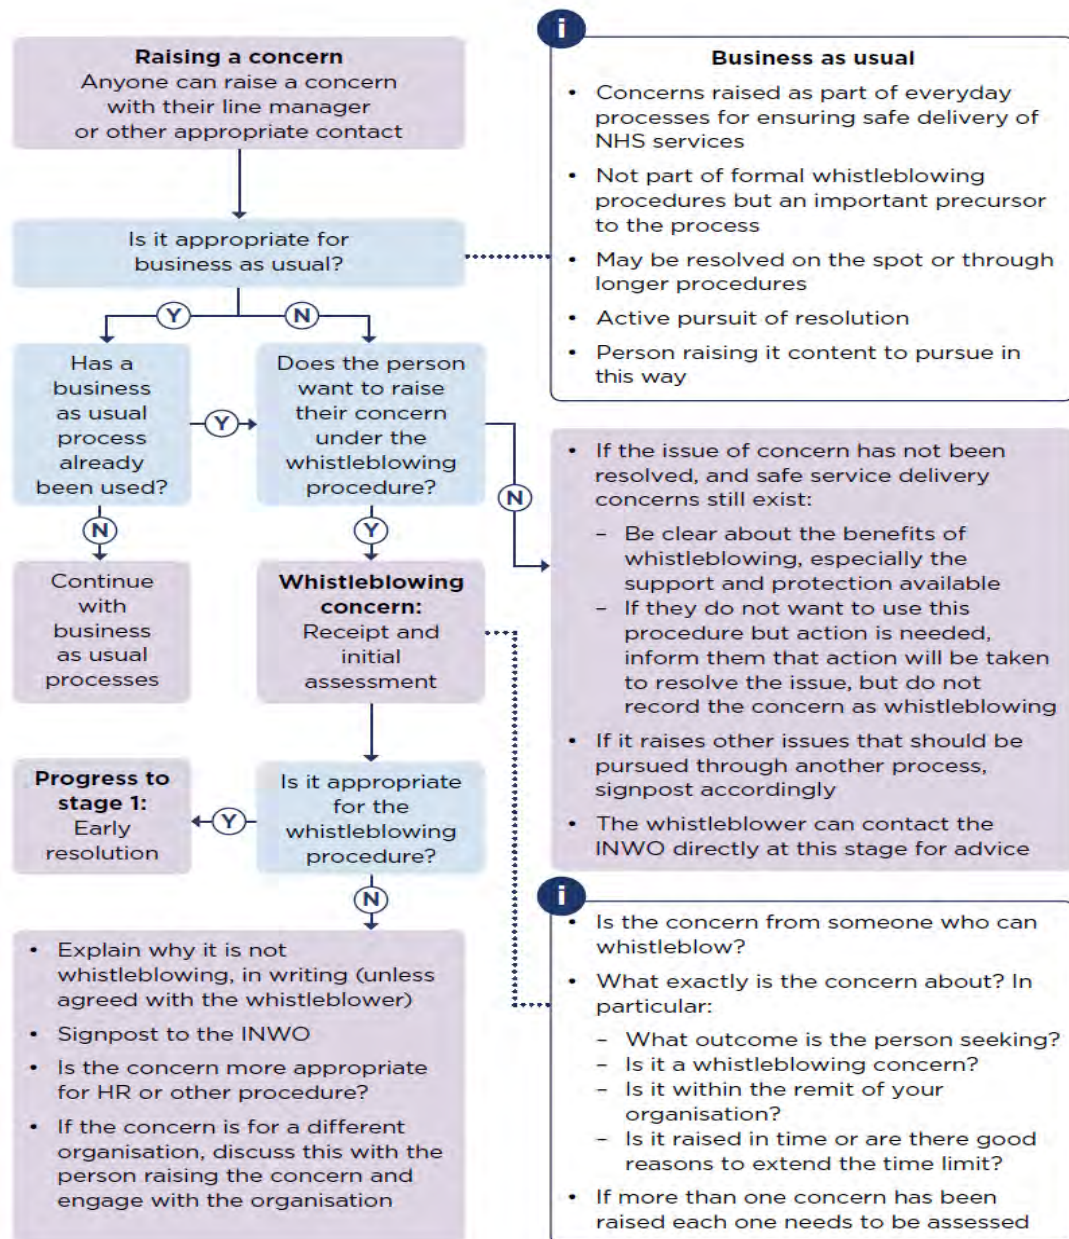 Raising a concern
Anyone can raise a concern
with their line manager
or other appropriate contact
i
Business as usual
• Concerns raised as part of everyday
processes for ensuring safe delivery of
NHS services
• Not part of formal whistleblowing
procedures but an important precursor
to the process
• May be resolved on the spot or through
longer procedures
• Active pursuit of resolution
• Person raising it content to pursue in
this way
Is it appropriate for
business as usual?
Y
N
Has a
business
as usual
process
already
been used?
Y
Does the person
want to raise
their concern
under the
whistleblowing
procedure?
N
• If the issue of concern has not been
resolved, and safe service delivery
concerns still exist:
– Be clear about the benefits of
whistleblowing, especially the
support and protection available
– If they do not want to use this
procedure but action is needed,
inform them that action will be taken
to resolve the issue, but do not
record the concern as whistleblowing
• If it raises other issues that should be
pursued through another process,
signpost accordingly
• The whistleblower can contact the
INWO directly at this stage for advice
N
Y
Continue
with
business
as usual
processes
Whistleblowing
concern:
Receipt and
initial
assessment
Progress to
stage 1:
Early
resolution
Y
Is it appropriate
for the
whistleblowing
procedure?
N
• Explain why it is not
whistleblowing, in writing (unless
agreed with the whistleblower)
• Signpost to the INWO
• Is the concern more appropriate
for HR or other procedure?
• If the concern is for a different
organisation, discuss this with the
person raising the concern and
engage with the organisation
i
• Is the concern from someone who can
whistleblow?
• What exactly is the concern about? In
particular:
– What outcome is the person seeking?
– Is it a whistleblowing concern?
– Is it within the remit of your
organisation?
– Is it raised in time or are there good
reasons to extend the time limit?
• If more than one concern has been
raised each one needs to be assessed